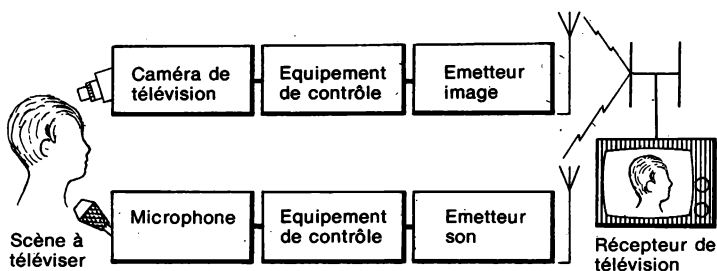 Caméra de
télévision
Equipement
de contrôle
Emetteur
image
Microphone
Equipement
de contrôle
Emetteur
son
Scène à
téléviser
Récepteur de
télévision